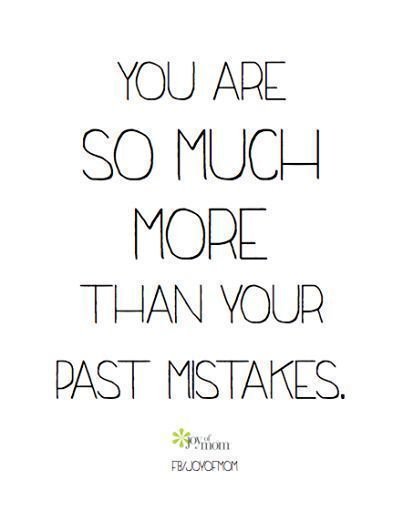 YOU ARE
SO MUCH
MORE
THAN YOUR
PAST MISTAKES.
joy of
mom
FB/JOYOFMOM